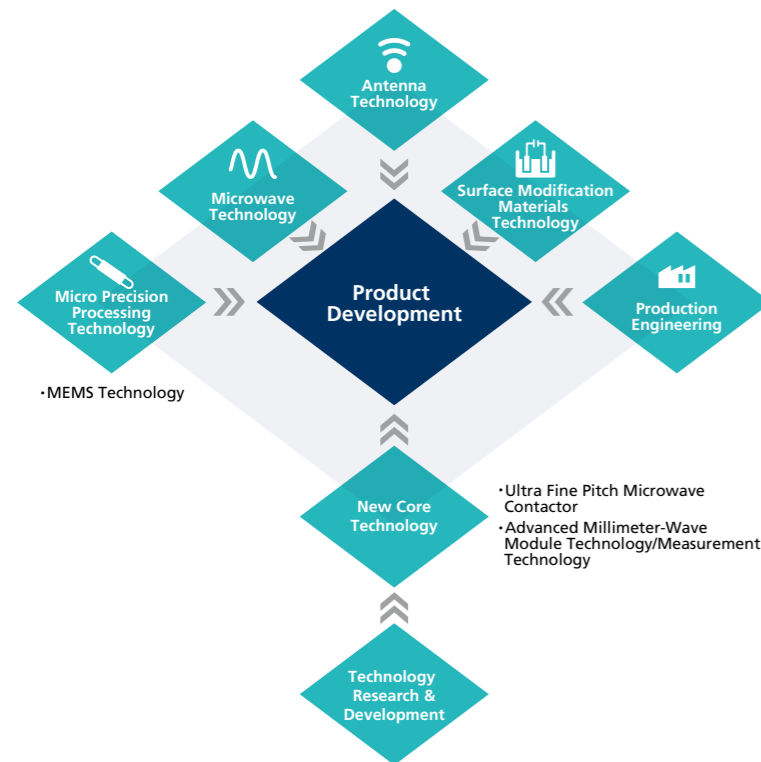 Antenna
Technology
Microwave
Technology
Surface Modification
Materials
Technology
Micro Precision
Processing
Technology
Product
Development
Production
Engineering
・MEMS Technology
New Core
Technology
・Ultra Fine Pitch Microwave
Contactor
・Advanced Millimeter-Wave
Module Technology/Measurement
Technology
Technology
Research &
Development